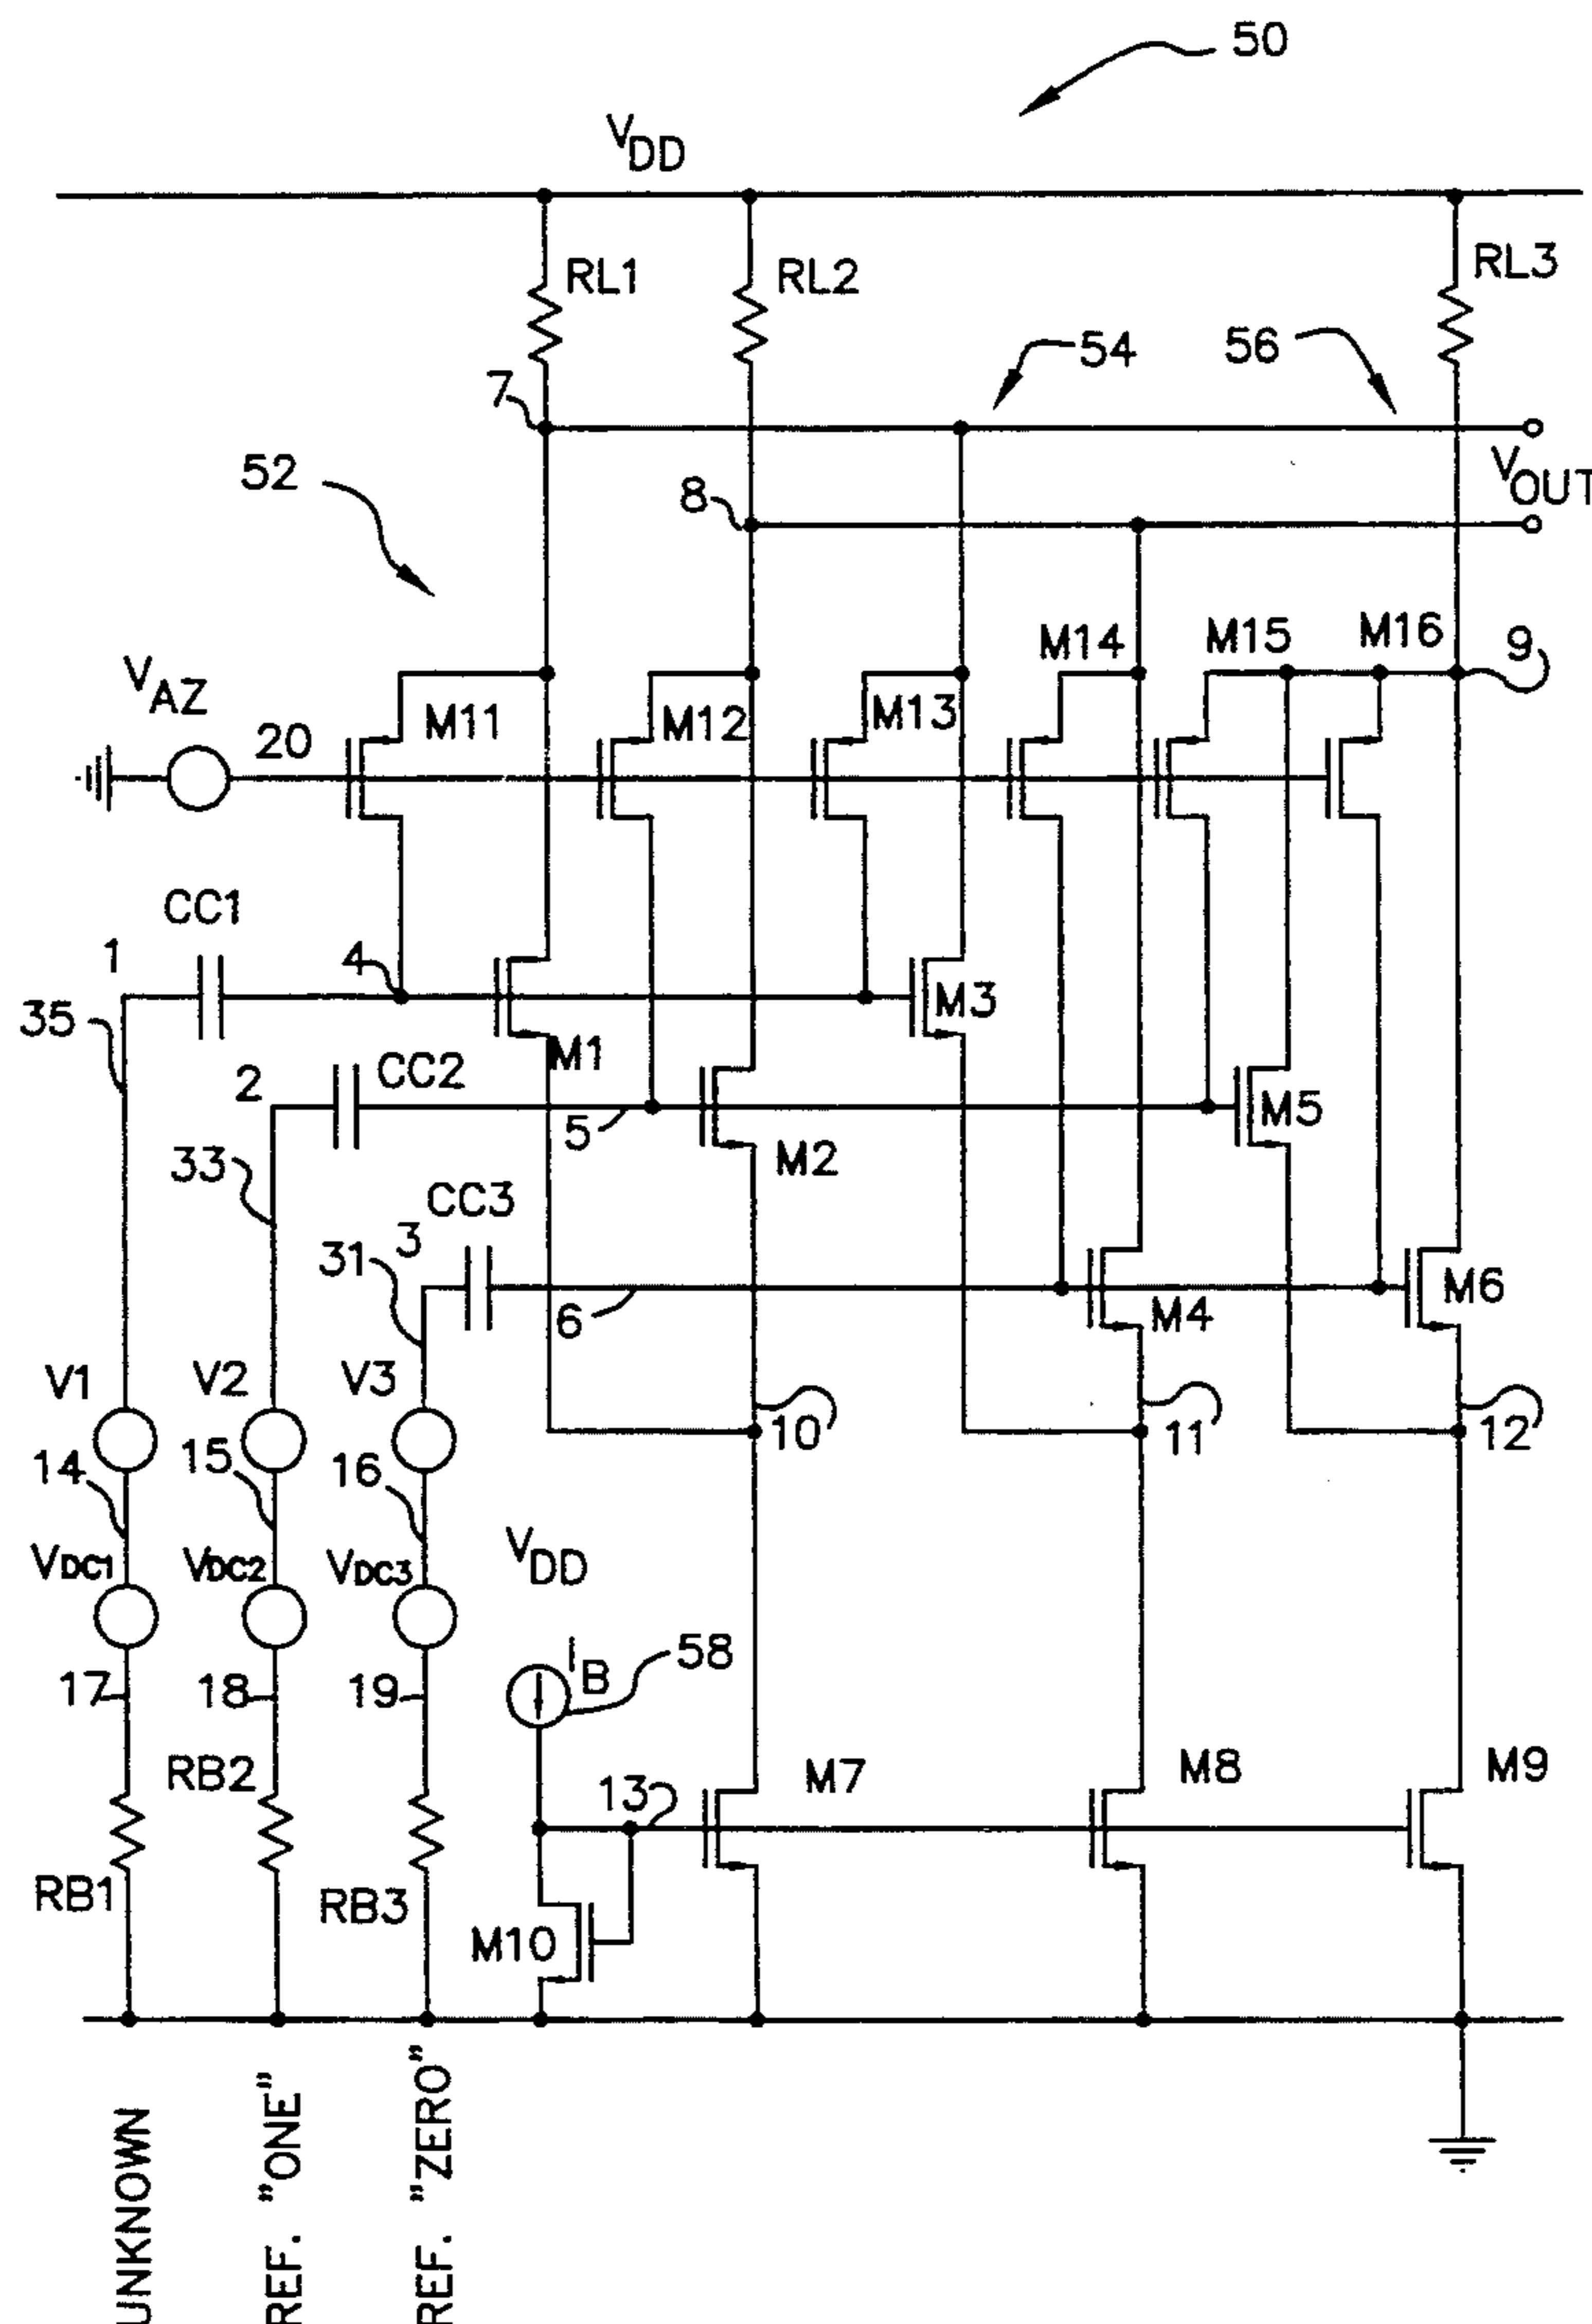 50
VDD
RL1
RL2
RL3
54
56
7
VOUT
52
8
M14
M15
M16
9
VAZ
20
M11
M12
M13
CC1
1
4
35
M3
M1
2
CC2
5
M5
33
M2
CC3
31
3
6
M4
M6
V1
V2
V3
10
11
12
14
15
16
VDC1
VDC2
VDC3
VDD
IB
58
17
18
19
RB2
13
M7
M8
M9
RB1
RB3
M10
UNKNOWN
REF. "ONE"
REF. "ZERO"